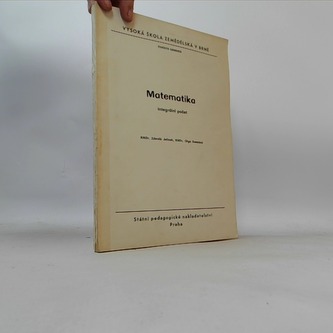 VYSOKÁ ŠKOLA ZEMĚDĚLSKÁ V BRNĚ
Matematika
Integrální počet
Státní pedagogické nakladatelství
Praha